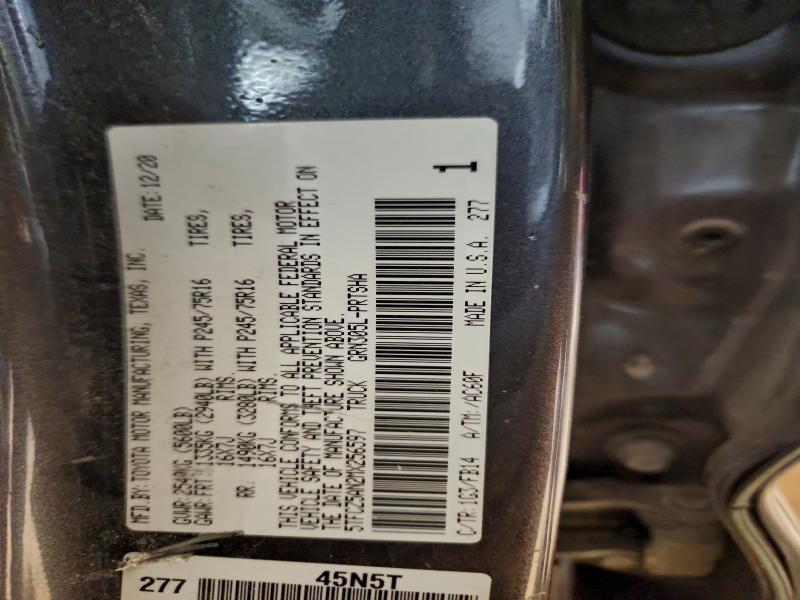 MFD.BY: TOYOTA MOTOR MANUFACTURING, TEXAS, INC. DATE: 12/20
GVWR: 2540KG (5600LB)
GAWR: FRT. 1335KG (2940LB) WITH P245/75R16 TIRES,
16X7J RIMS.
RR. 1490KG (3280LB) WITH P245/75R16 TIRES,
16X7J RIMS.
THIS VEHICLE CONFORMS TO ALL APPLICABLE FEDERAL MOTOR
VEHICLE SAFETY AND THEFT PREVENTION STANDARDS IN EFFECT ON
THE DATE OF MANUFACTURE SHOWN ABOVE.
5TFCZ5AN2MX256597 TRUCK GRN305L-PRTSHA
1
C/TR: 1G3/FB14 A/TM: /AC60F MADE IN U.S.A. 277
277 45N5T